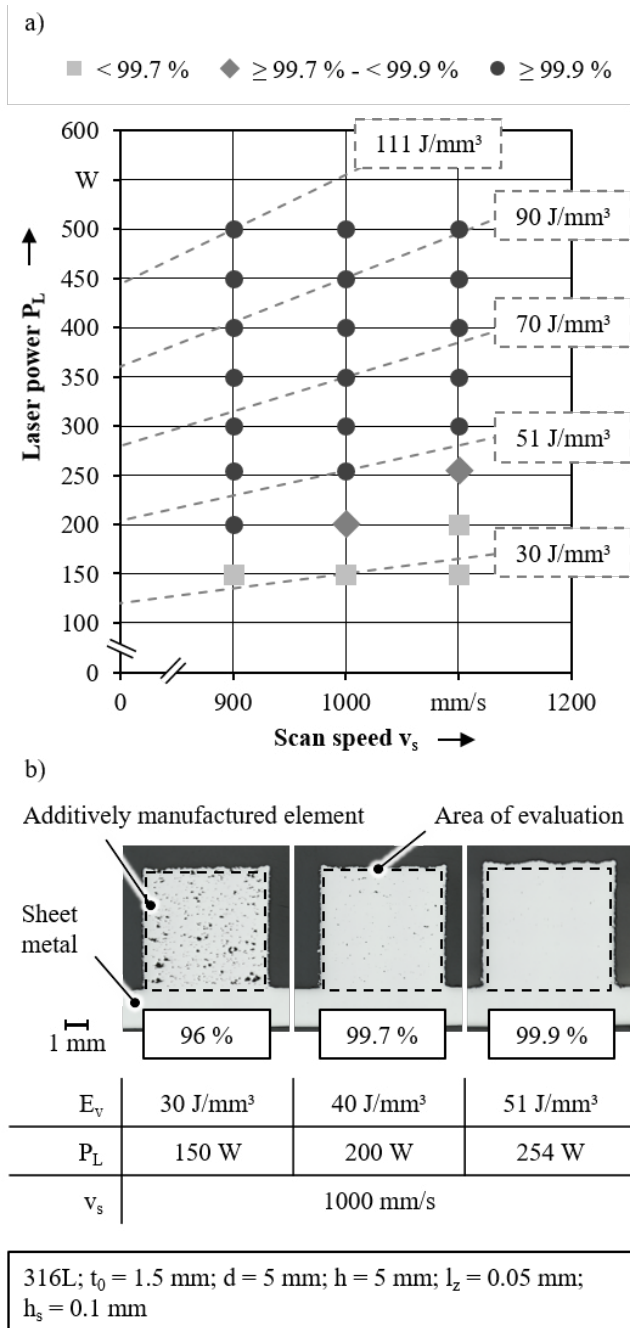 a)
< 99.7 % ≥ 99.7 % - < 99.9 % ≥ 99.9 %
600
W
500
450
400
350
300
250
200
150
100
0
Laser power P_L
111 J/mm³
90 J/mm³
70 J/mm³
51 J/mm³
30 J/mm³
0 900 1000 mm/s 1200
Scan speed v_s
b)
Additively manufactured element
Area of evaluation
Sheet
metal
1 mm
96 % 99.7 % 99.9 %
E_v 30 J/mm³ 40 J/mm³ 51 J/mm³
P_L 150 W 200 W 254 W
v_s 1000 mm/s
316L; t_0 = 1.5 mm; d = 5 mm; h = 5 mm; l_z = 0.05 mm;
h_s = 0.1 mm